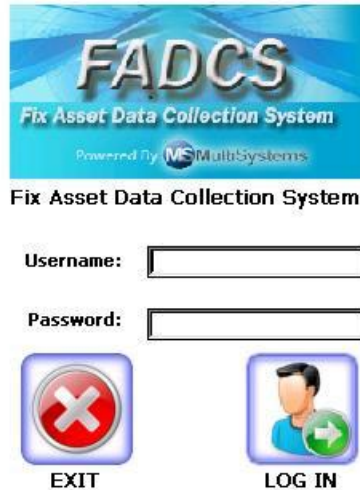 FADCS
Fix Asset Data Collection System
Powered By MS MultiSystems
Fix Asset Data Collection System
Username:
Password:
EXIT
LOG IN